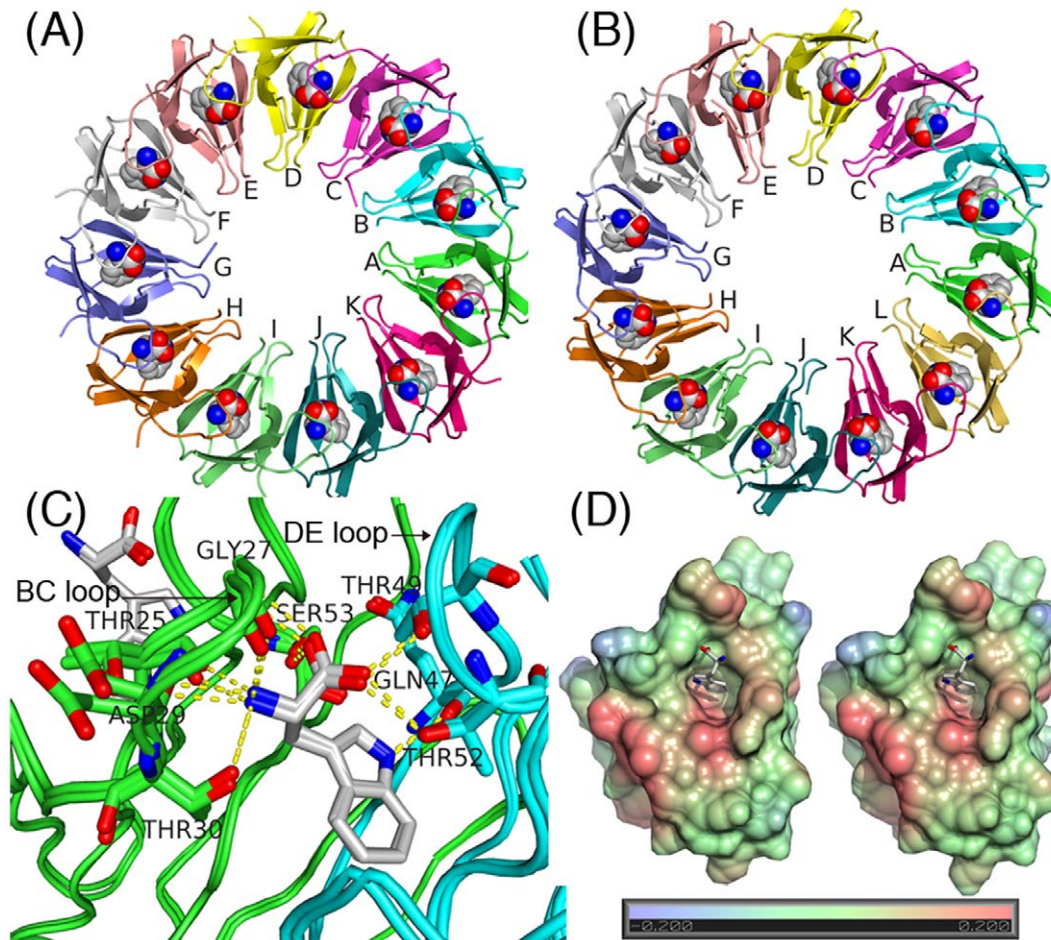 (A)
E
D
C
B
F
G
A
H
I
J
K
(B)
E
D
C
B
F
G
A
H
L
I
J
K
(C)
DE loop
GLY27
BC loop
THR49
THR25
SER53
GLN47
ASP29
THR52
THR30
(D)
-0.200 0.200